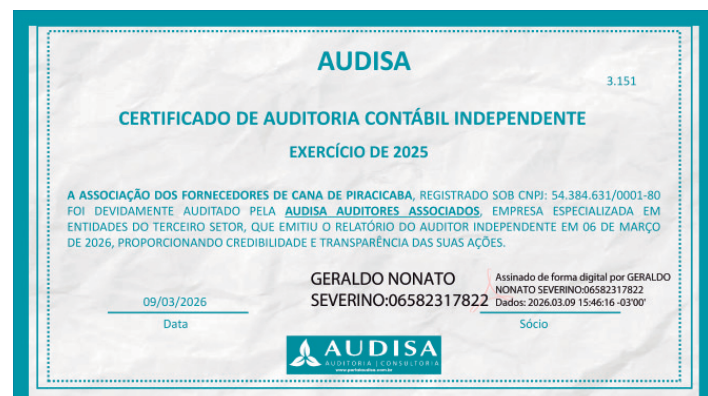 AUDISA
3.151
CERTIFICADO DE AUDITORIA CONTÁBIL INDEPENDENTE
EXERCÍCIO DE 2025
A ASSOCIAÇÃO DOS FORNECEDORES DE CANA DE PIRACICABA, REGISTRADO SOB CNPJ: 54.384.631/0001-80
FOI DEVIDAMENTE AUDITADO PELA AUDISA AUDITORES ASSOCIADOS, EMPRESA ESPECIALIZADA EM
ENTIDADES DO TERCEIRO SETOR, QUE EMITIU O RELATÓRIO DO AUDITOR INDEPENDENTE EM 06 DE MARÇO
DE 2026, PROPORCIONANDO CREDIBILIDADE E TRANSPARÊNCIA DAS SUAS AÇÕES.
GERALDO NONATO
SEVERINO:06582317822
Assinado de forma digital por GERALDO
NONATO SEVERINO:06582317822
Dados: 2026.03.09 15:46:16 -03'00'
09/03/2026
Data
Sócio
AUDISA
AUDITORIA | CONSULTORIA
www.portalaudisa.com.br